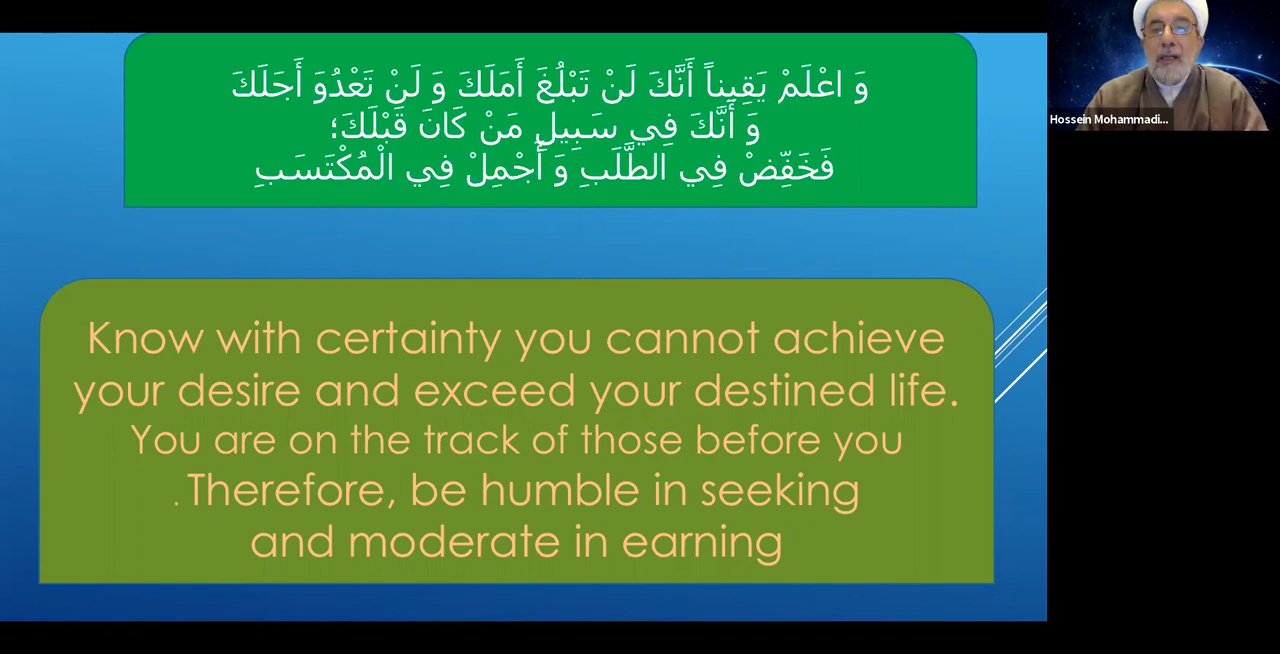 وَ اعْلَمْ يَقِيناً أَنَّكَ لَنْ تَبْلُغَ أَمَلَكَ وَ لَنْ تَعْدُوَ أَجَلَكَ
وَ أَنَّكَ فِي سَبِيلِ مَنْ كَانَ قَبْلَكَ؛
فَخَفِّضْ فِي الطَّلَبِ وَ أَجْمِلْ فِي الْمُكْتَسَبِ
Hossein Mohammadi...
Know with certainty you cannot achieve
your desire and exceed your destined life.
You are on the track of those before you
. Therefore, be humble in seeking
and moderate in earning